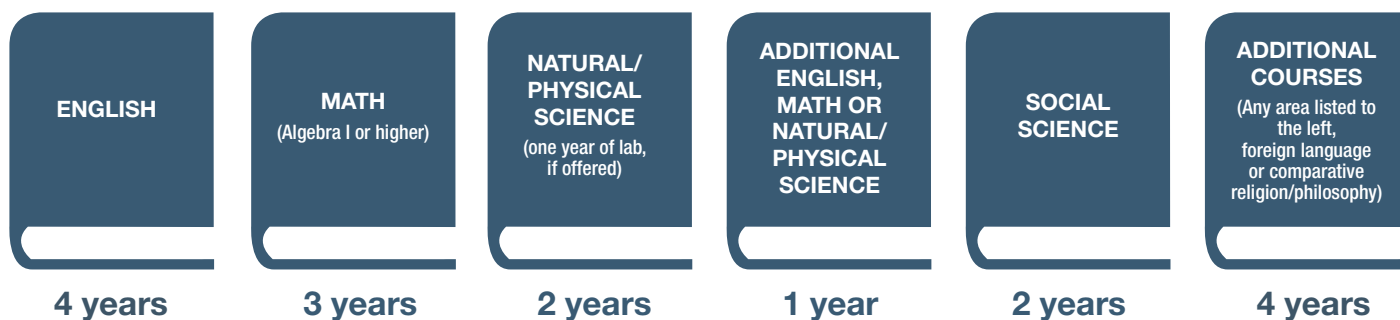 ENGLISH
4 years
MATH
(Algebra I or higher)
3 years
NATURAL/
PHYSICAL
SCIENCE
(one year of lab,
if offered)
2 years
ADDITIONAL
ENGLISH,
MATH OR
NATURAL/
PHYSICAL
SCIENCE
1 year
SOCIAL
SCIENCE
2 years
ADDITIONAL
COURSES
(Any area listed to
the left,
foreign language
or comparative
religion/philosophy)
4 years